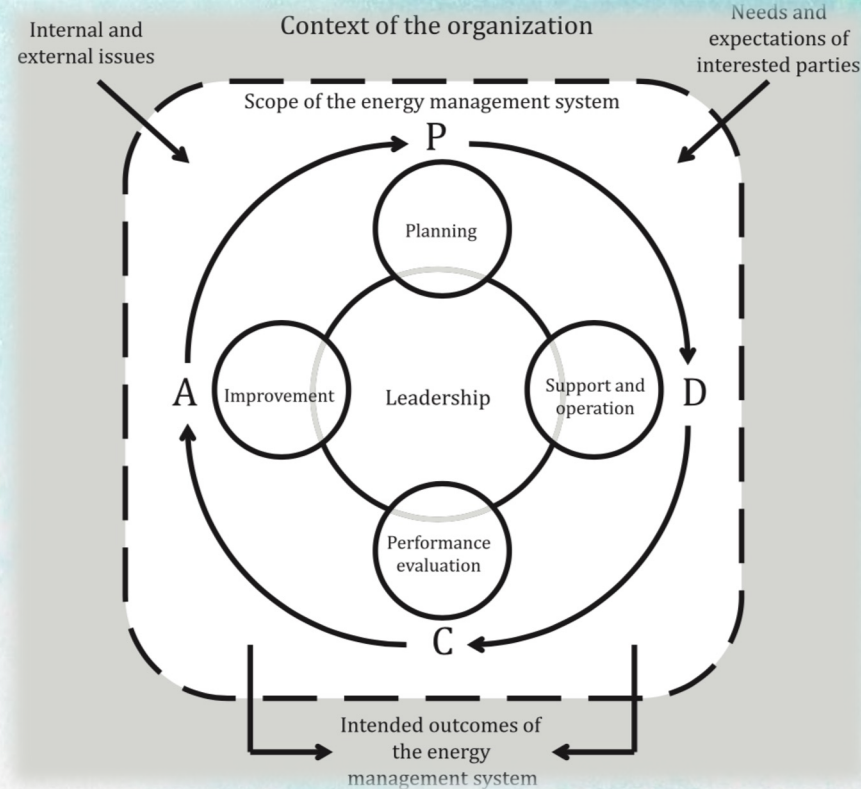 Context of the organization
Internal and
external issues
Needs and
expectations of
interested parties
Scope of the energy management system
P
Planning
A
Improvement
Leadership
Support and
operation
D
Performance
evaluation
C
Intended outcomes of
the energy
management system